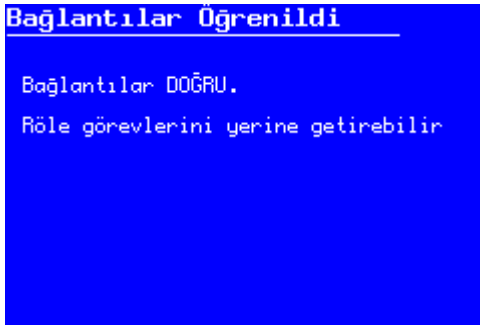 Bağlantılar Öğrenildi
Bağlantılar DOĞRU.
Röle görevlerini yerine getirebilir